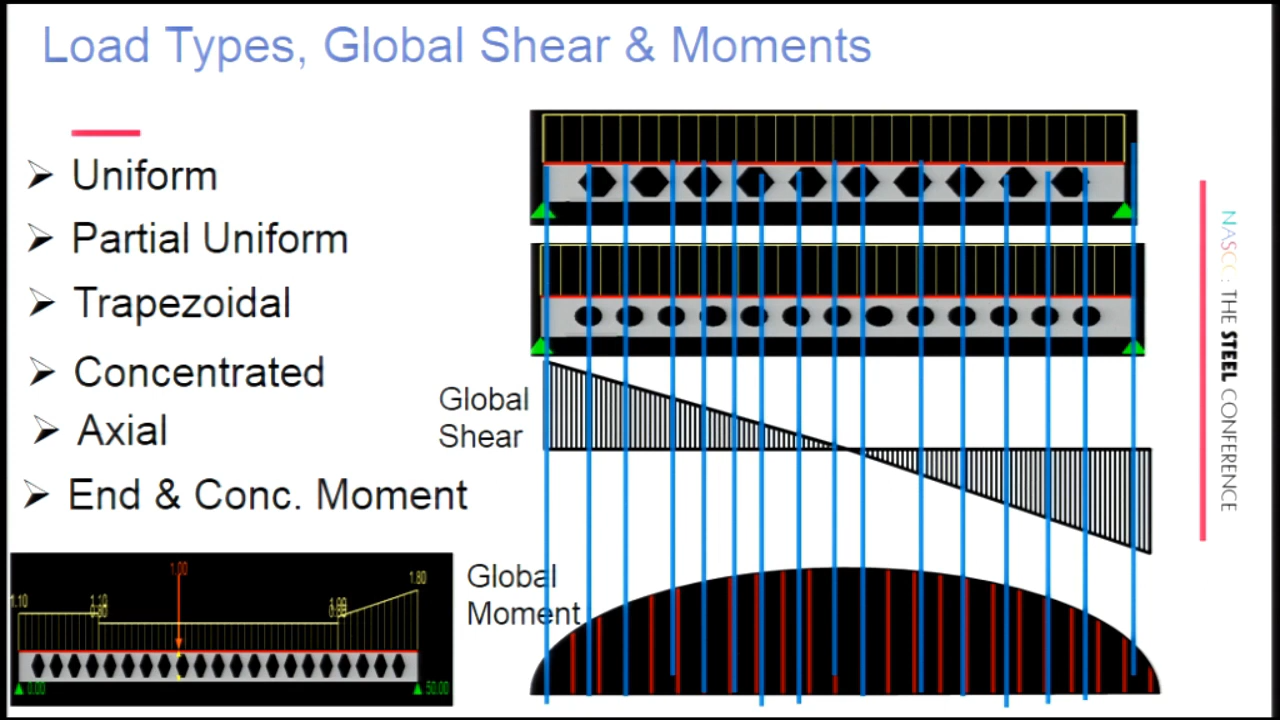 Load Types, Global Shear & Moments
Uniform
Partial Uniform
Trapezoidal
Concentrated
Axial
End & Conc. Moment
Global
Shear
Global
Moment
1.00
1.80
1.10
0.00
50.00
NASCC: THE STEEL CONFERENCE